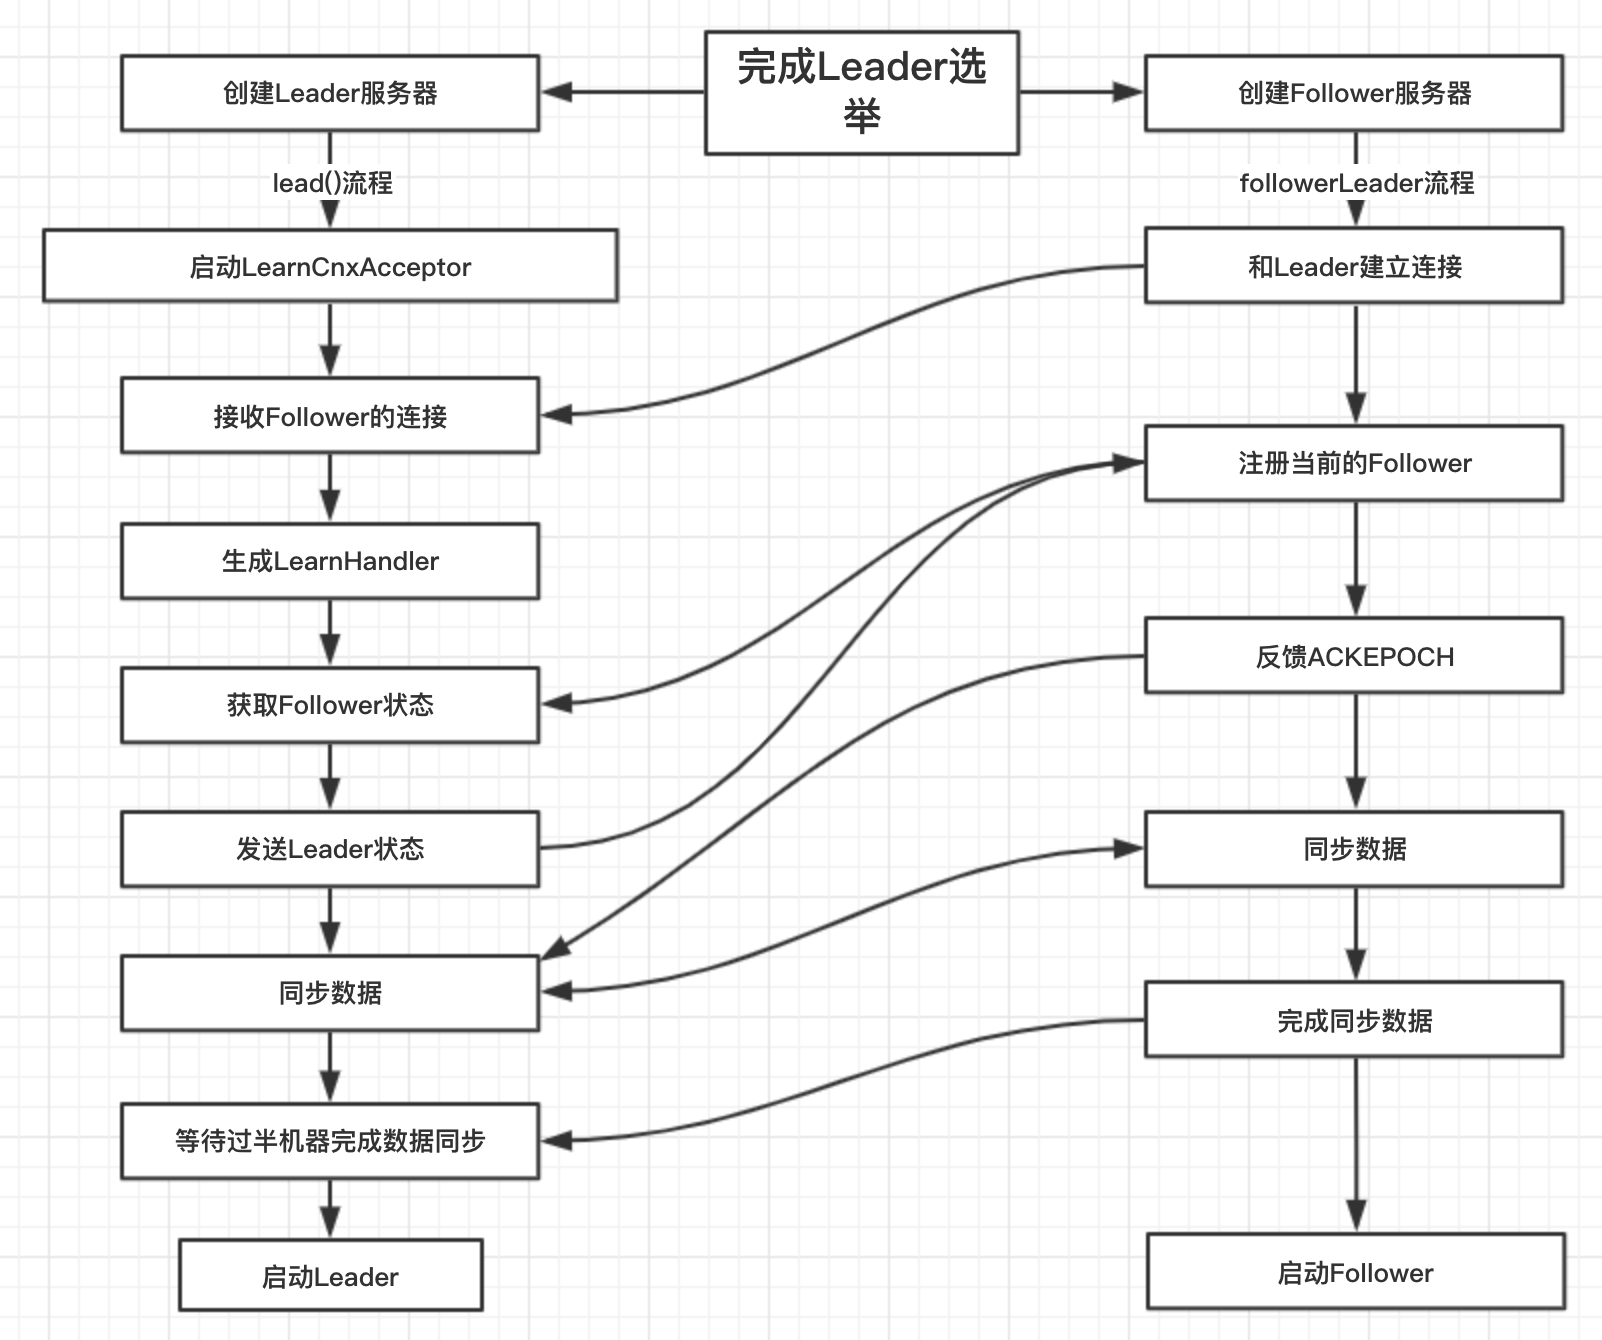 完成Leader选
举
创建Leader服务器
创建Follower服务器
lead()流程
followerLeader流程
启动LearnCnxAcceptor
和Leader建立连接
接收Follower的连接
注册当前的Follower
生成LearnHandler
反馈ACKEPOCH
获取Follower状态
发送Leader状态
同步数据
同步数据
完成同步数据
等待过半机器完成数据同步
启动Leader
启动Follower